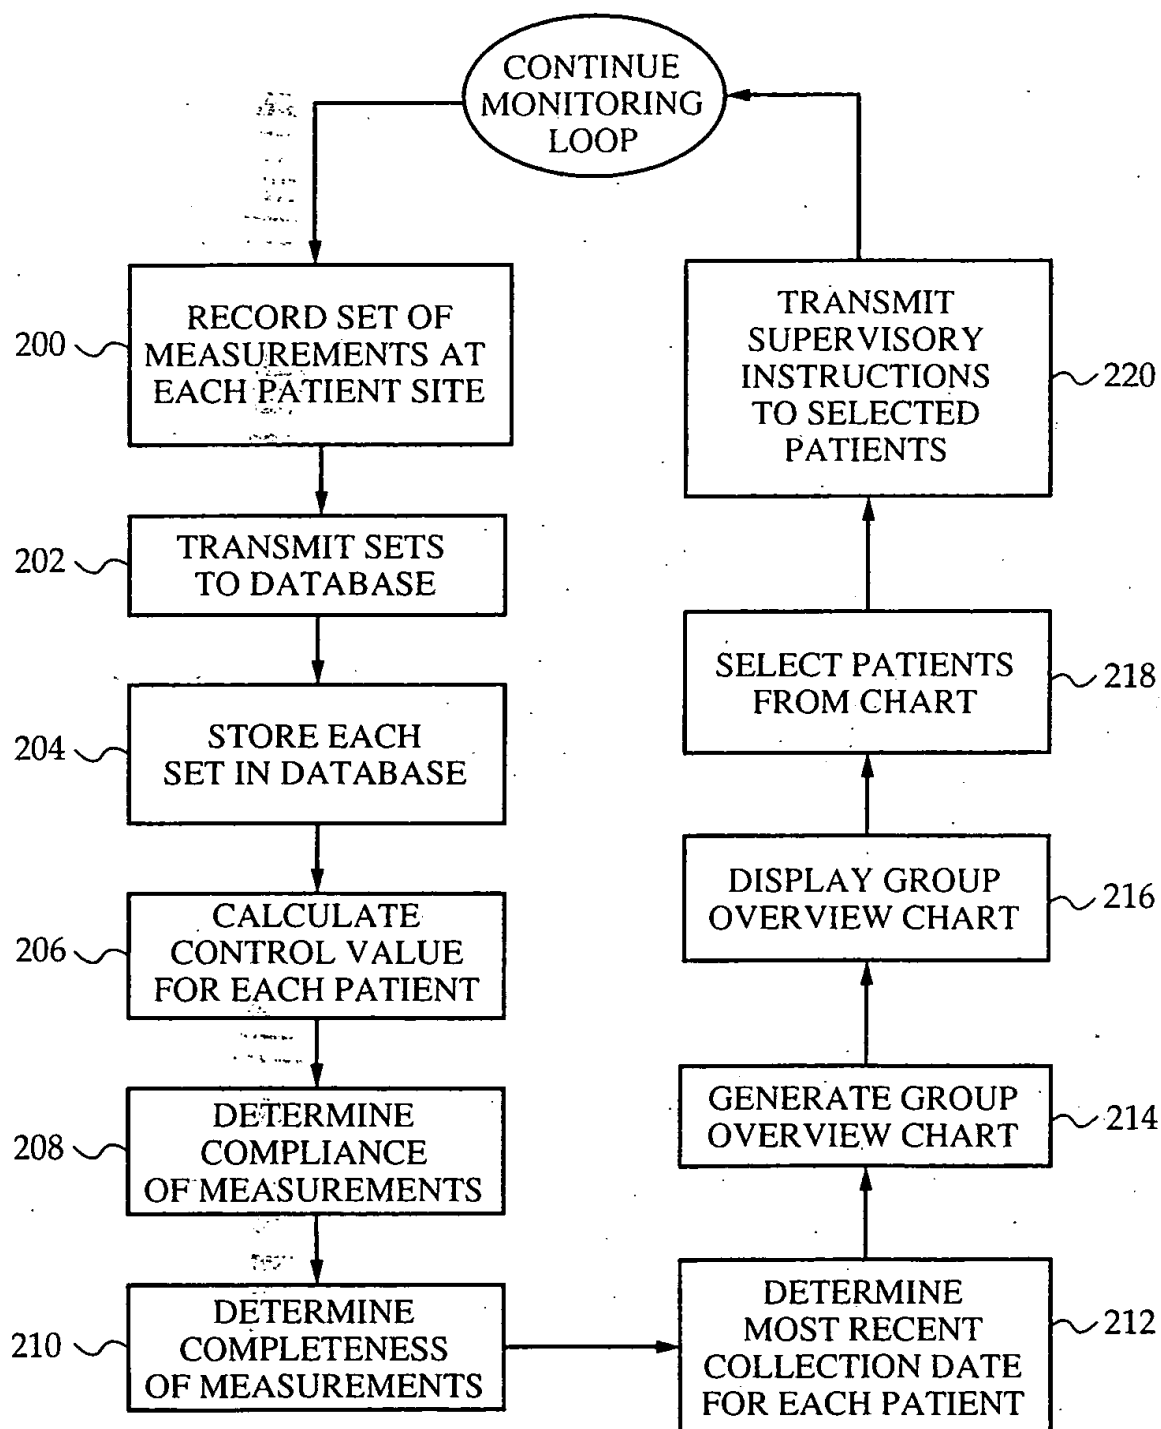 CONTINUE
MONITORING
LOOP
200
RECORD SET OF
MEASUREMENTS AT
EACH PATIENT SITE
202
TRANSMIT SETS
TO DATABASE
204
STORE EACH
SET IN DATABASE
206
CALCULATE
CONTROL VALUE
FOR EACH PATIENT
208
DETERMINE
COMPLIANCE
OF MEASUREMENTS
210
DETERMINE
COMPLETENESS
OF MEASUREMENTS
DETERMINE
MOST RECENT
COLLECTION DATE
FOR EACH PATIENT
212
GENERATE GROUP
OVERVIEW CHART
214
DISPLAY GROUP
OVERVIEW CHART
216
SELECT PATIENTS
FROM CHART
218
TRANSMIT
SUPERVISORY
INSTRUCTIONS
TO SELECTED
PATIENTS
220